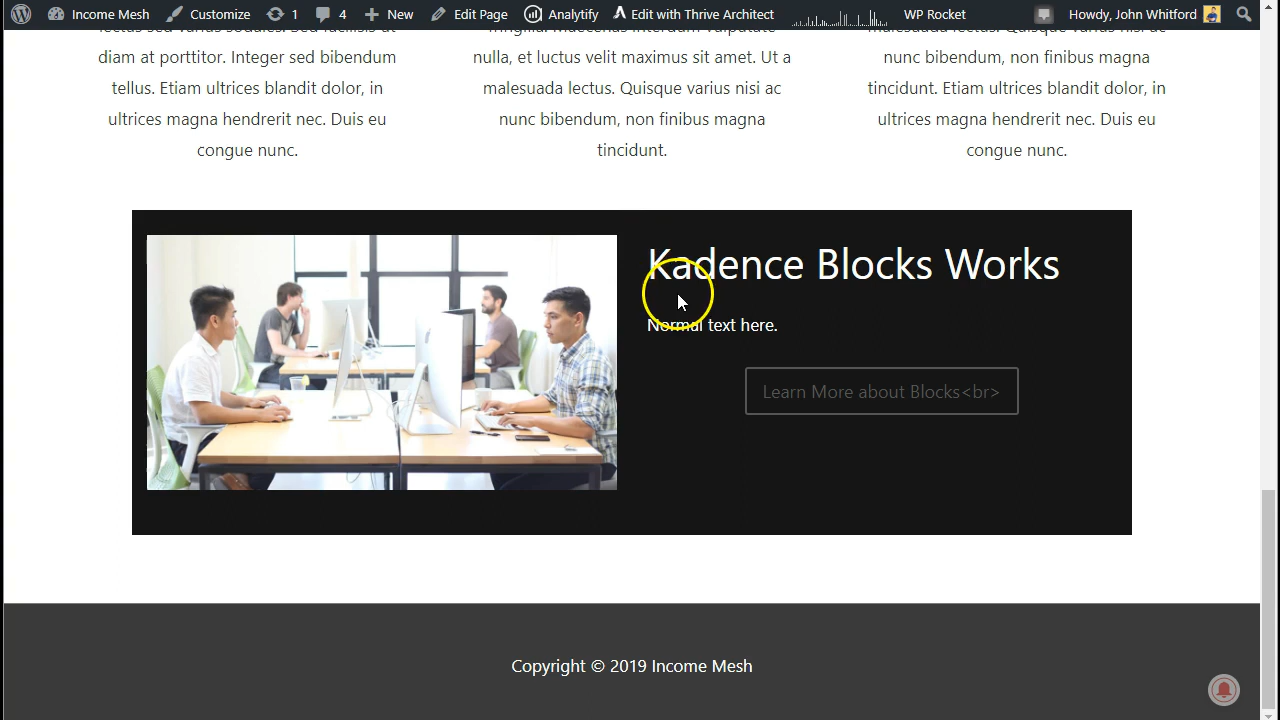 Income Mesh Customize 1 4 New Edit Page Analytify Edit with Thrive Architect WP Rocket Howdy, John Whitford
diam at porttitor. Integer sed bibendum
tellus. Etiam ultrices blandit dolor, in
ultrices magna hendrerit nec. Duis eu
congue nunc.
nulla, et luctus velit maximus sit amet. Ut a
malesuada lectus. Quisque varius nisi ac
nunc bibendum, non finibus magna
tincidunt.
nunc bibendum, non finibus magna
tincidunt. Etiam ultrices blandit dolor, in
ultrices magna hendrerit nec. Duis eu
congue nunc.
Kadence Blocks Works
Normal text here.
Learn More about Blocks<br>
Copyright © 2019 Income Mesh